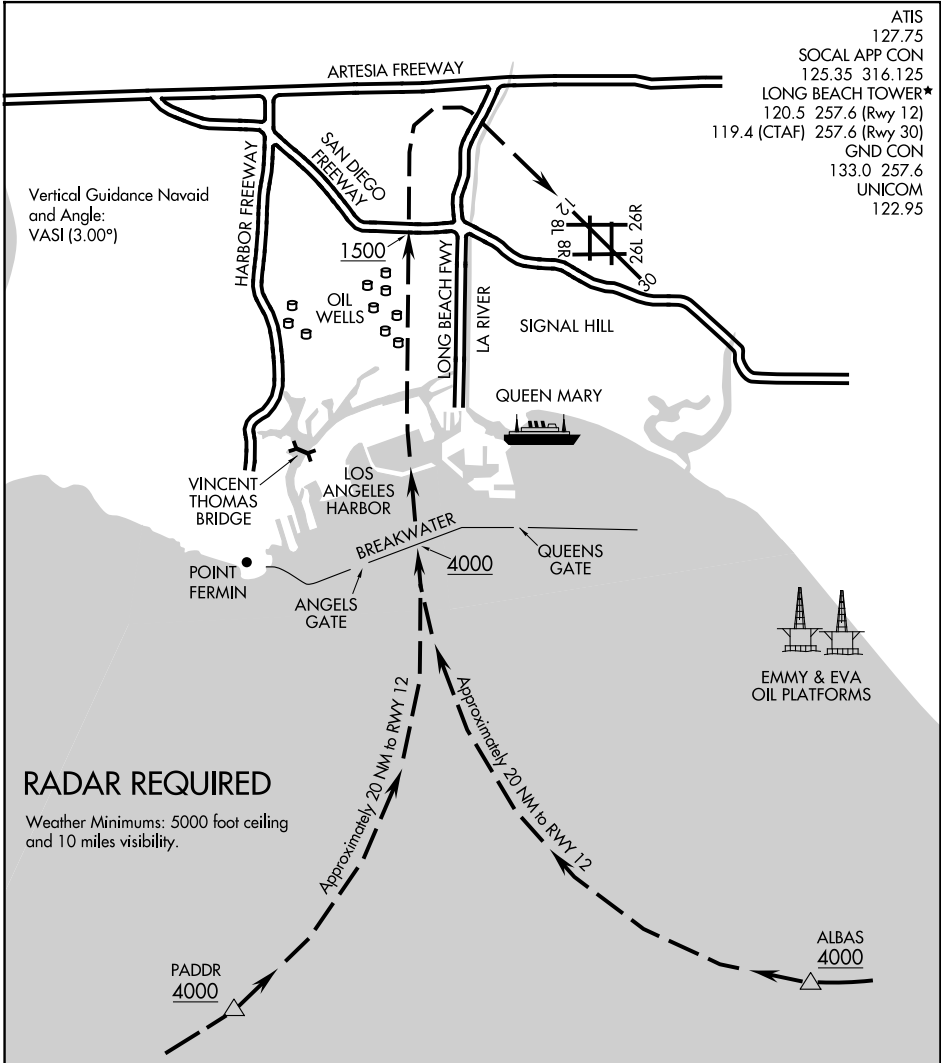 ATIS
127.75
SOCAL APP CON
125.35 316.125
LONG BEACH TOWER★
120.5 257.6 (Rwy 12)
119.4 (CTAF) 257.6 (Rwy 30)
GND CON
133.0 257.6
UNICOM
122.95
ARTESIA FREEWAY
SAN DIEGO
FREEWAY
HARBOR FREEWAY
Vertical Guidance Navaid
and Angle:
VASI (3.00°)
12
8L
26R
8R
26L
30
1500
OIL
WELLS
LONG BEACH FWY
LA RIVER
SIGNAL HILL
QUEEN MARY
VINCENT
THOMAS
BRIDGE
LOS
ANGELES
HARBOR
BREAKWATER
4000
QUEENS
GATE
POINT
FERMIN
ANGELS
GATE
EMMY & EVA
OIL PLATFORMS
Approximately 20 NM to RWY 12
Approximately 20 NM to RWY 12
RADAR REQUIRED
Weather Minimums: 5000 foot ceiling
and 10 miles visibility.
PADDR
4000
ALBAS
4000